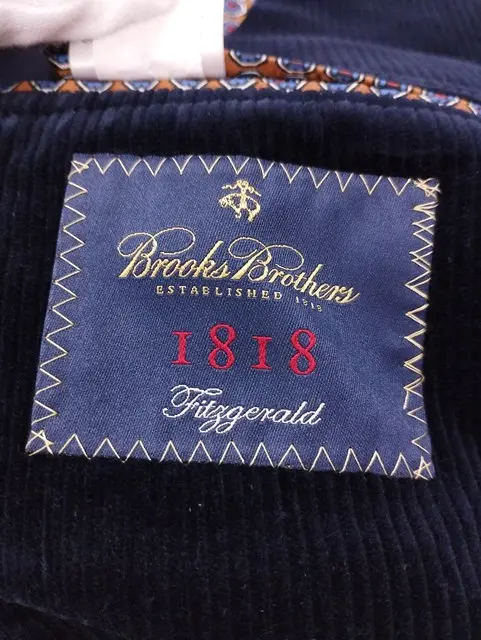 Brooks Brothers
ESTABLISHED 1818
1818
Fitzgerald